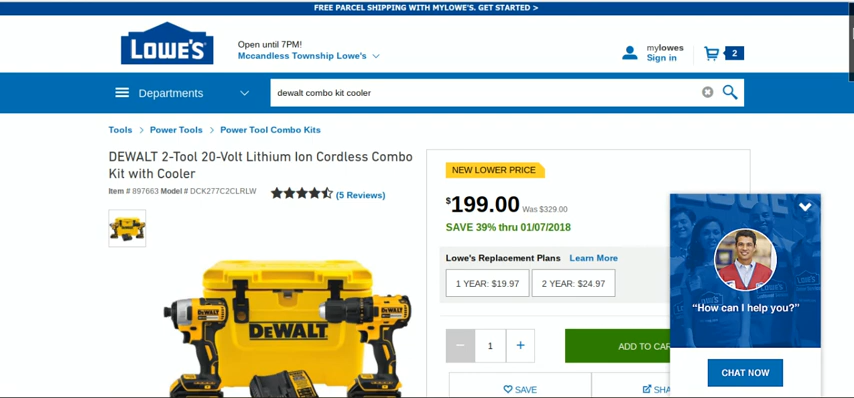 FREE PARCEL SHIPPING WITH MYLOWE'S. GET STARTED >
LOWE'S
Open until 7PM!
Mccandless Township Lowe's
mylowes
Sign in
2
Departments
dewalt combo kit cooler
Tools > Power Tools > Power Tool Combo Kits
DEWALT 2-Tool 20-Volt Lithium Ion Cordless Combo
Kit with Cooler
Item # 897663 Model # DCK277C2CLRLW
(5 Reviews)
NEW LOWER PRICE
$199.00 Was $329.00
SAVE 39% thru 01/07/2018
Lowe's Replacement Plans Learn More
1 YEAR: $19.97 2 YEAR: $24.97
− 1 +
ADD TO CAR
SAVE
SHA
DEWALT
DEWALT
DEWALT
"How can I help you?"
CHAT NOW